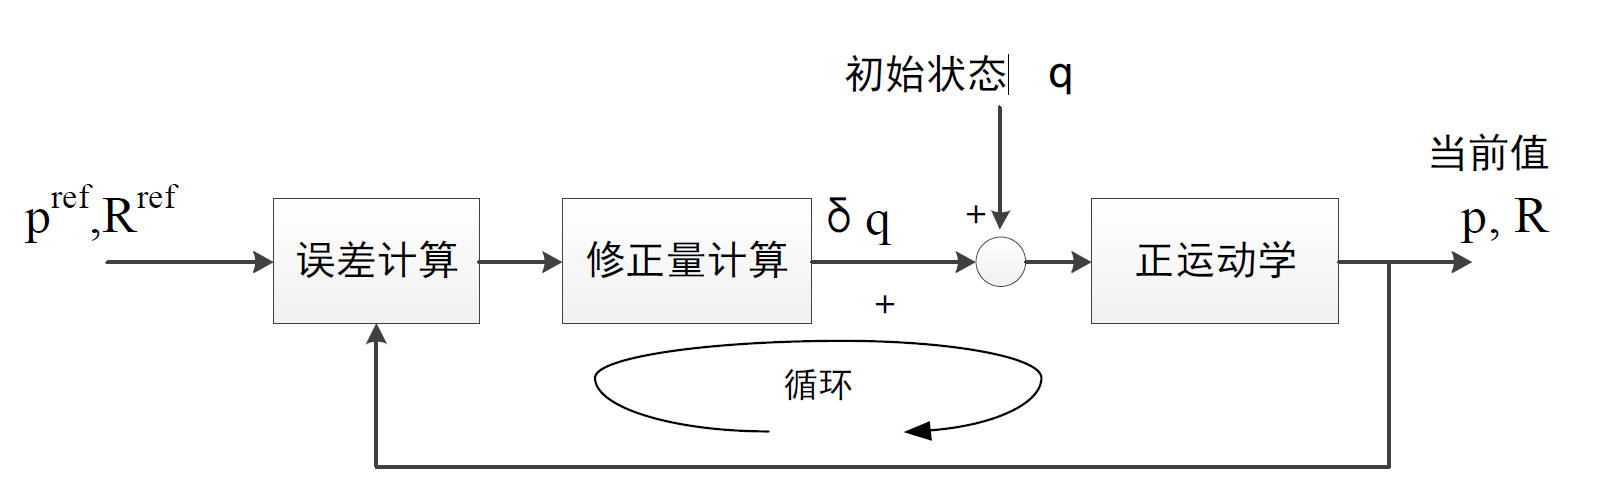 初始状态 q
当前值
p^ref,R^ref
误差计算
修正量计算
δ q
+
正运动学
p, R
+
循环